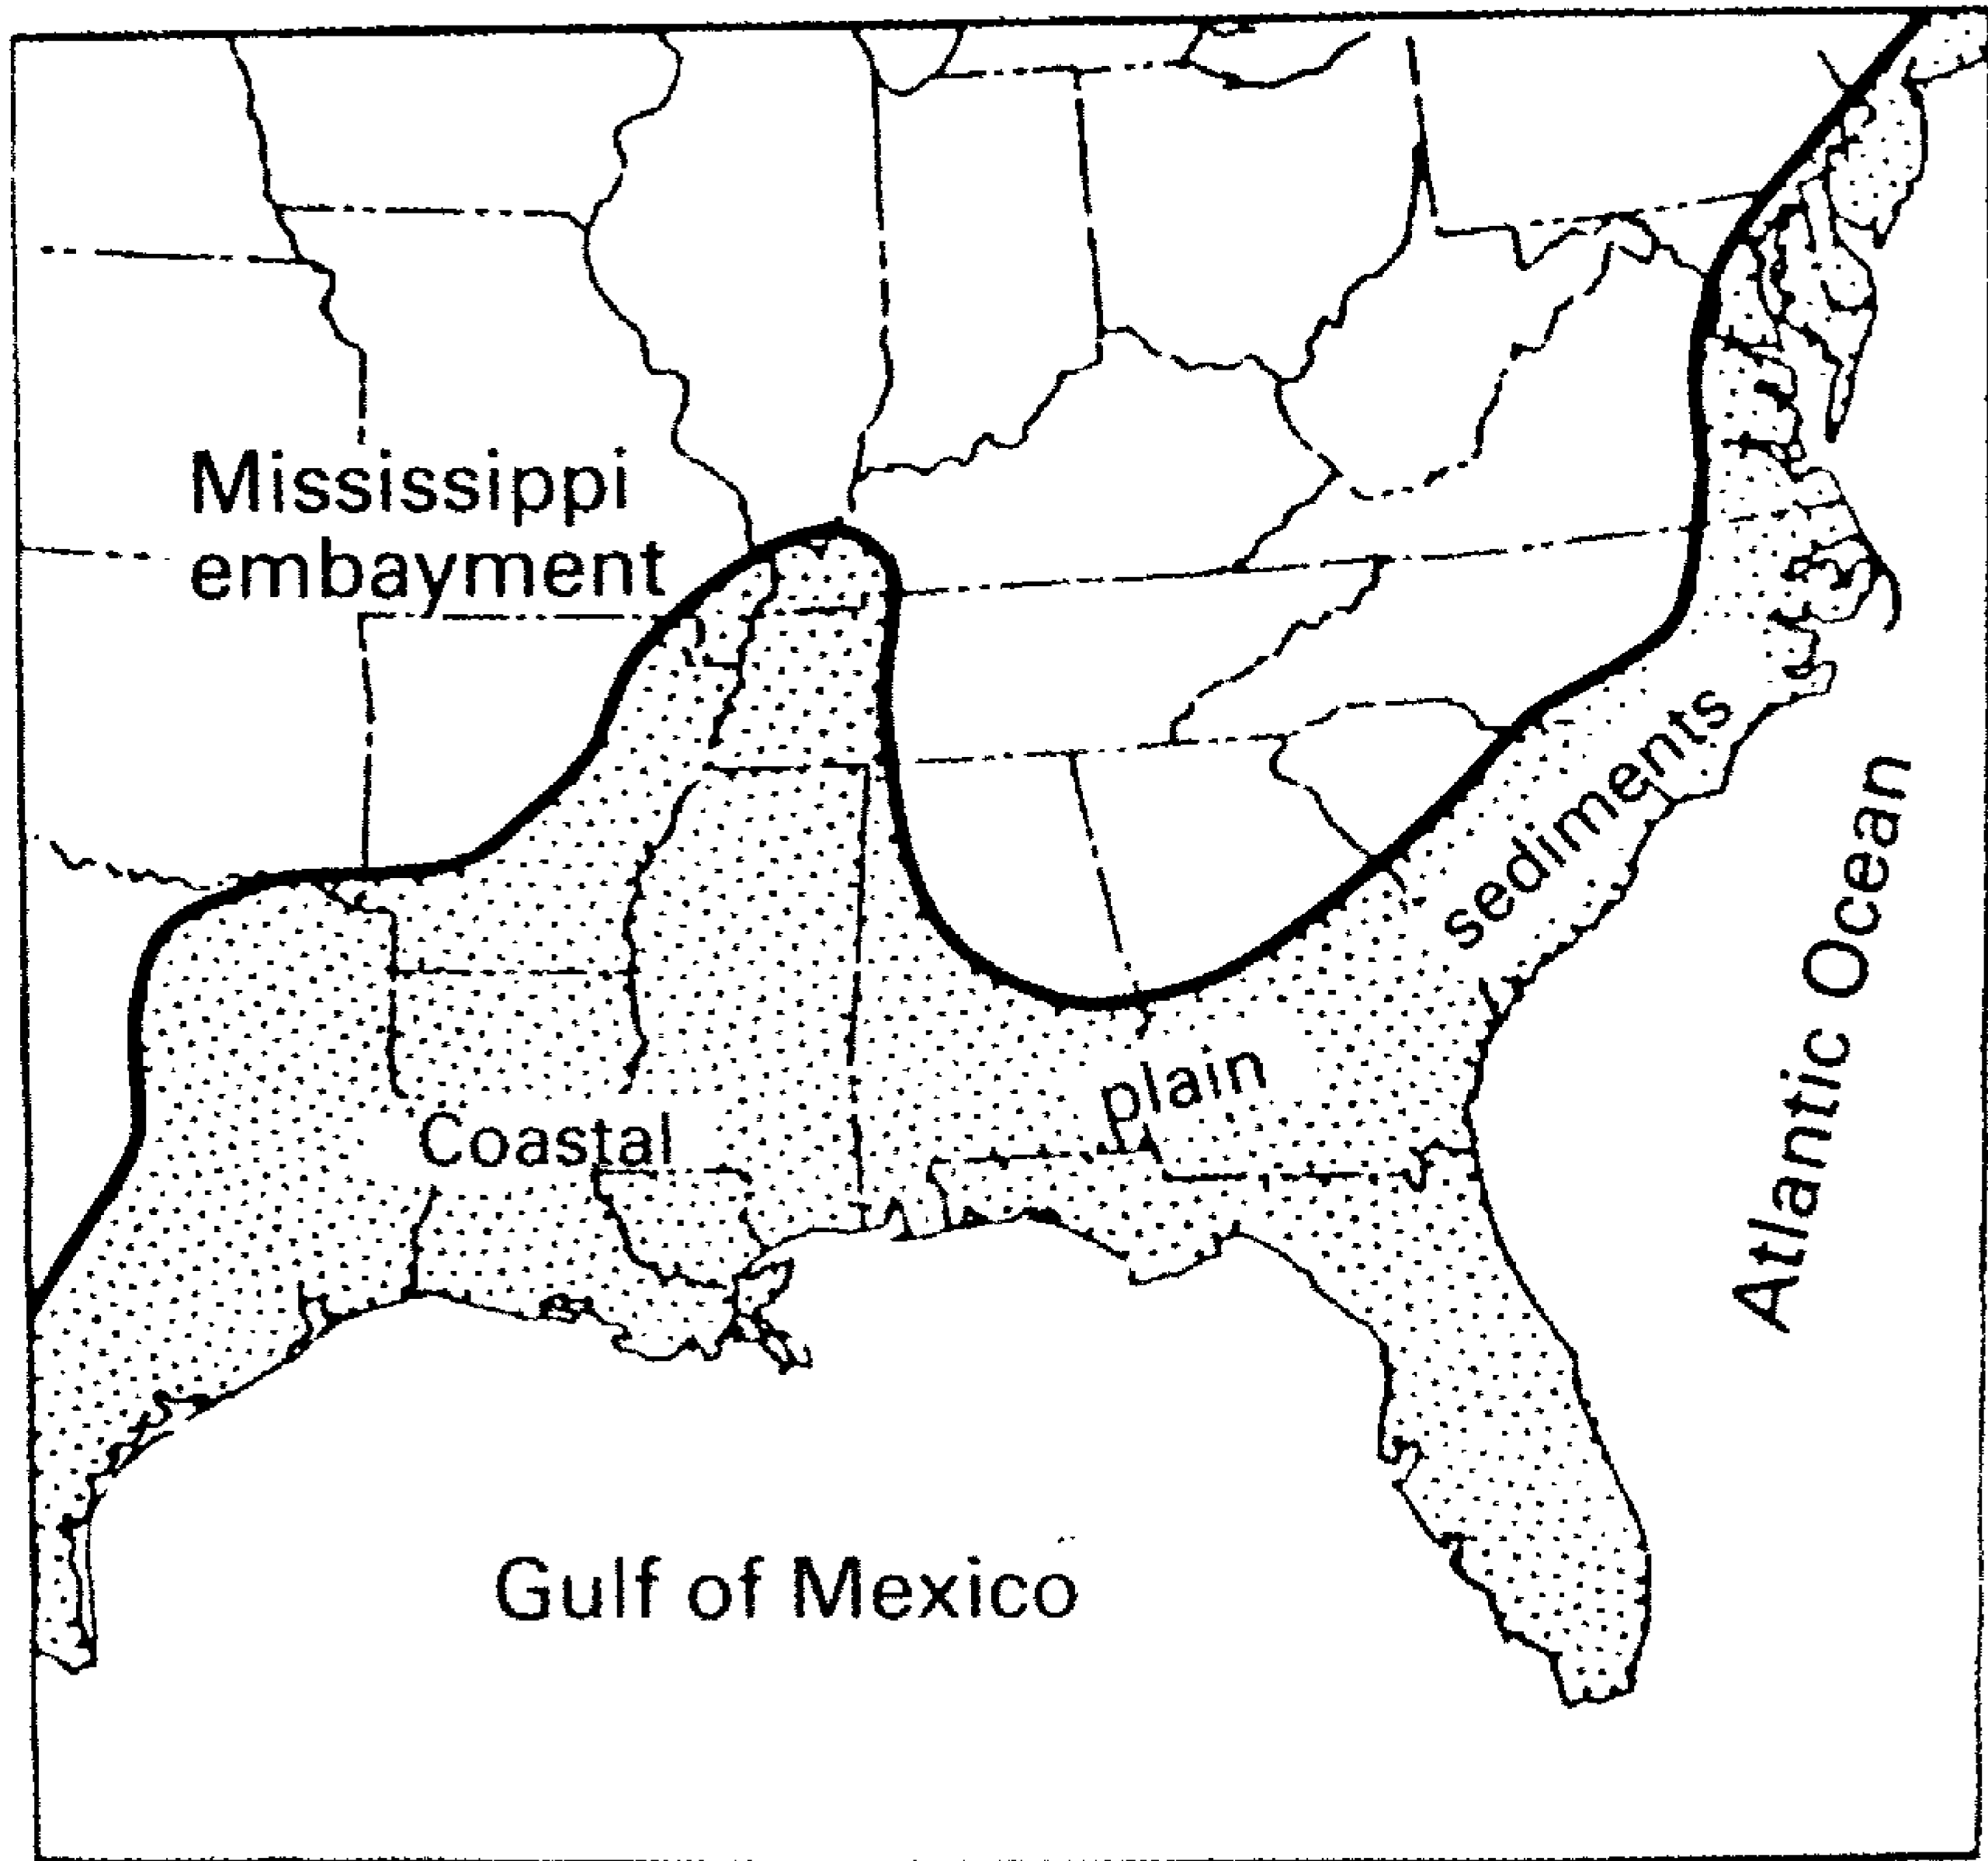 Mississippi
embayment
Coastal
plain
sediments
Atlantic Ocean
Gulf of Mexico